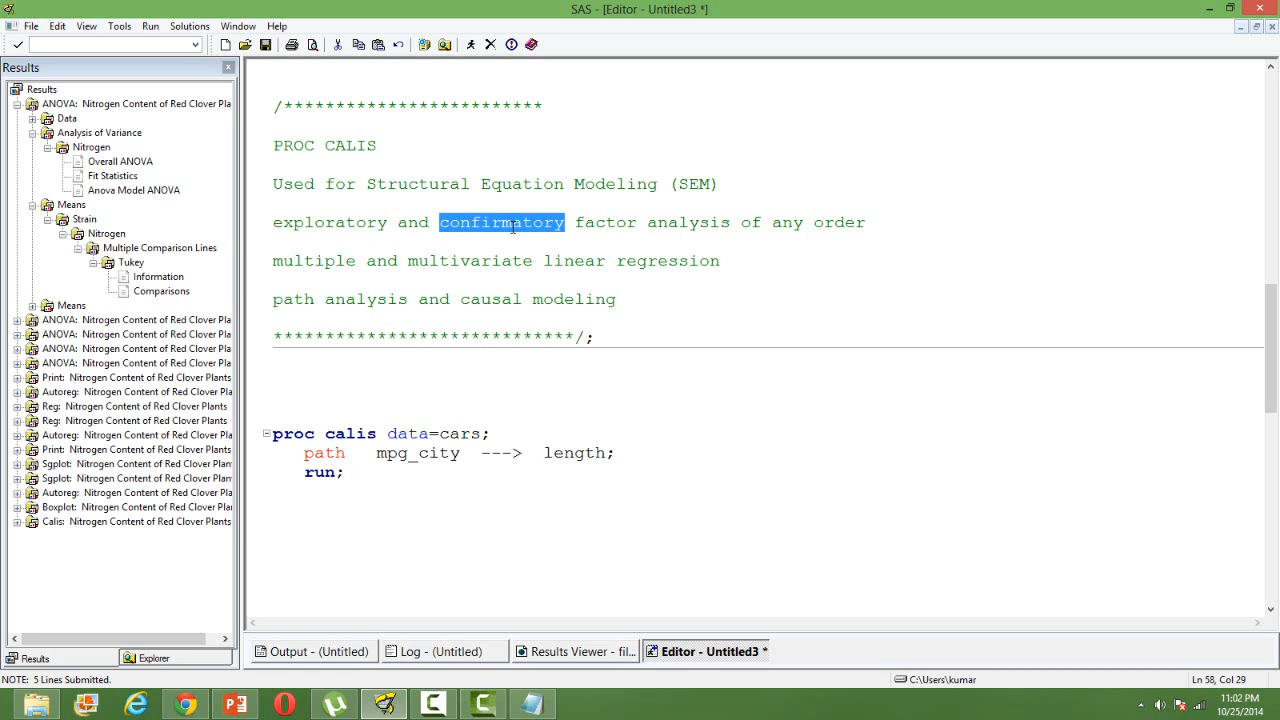 SAS - [Editor - Untitled3 *]
File Edit View Tools Run Solutions Window Help
Results
Results
ANOVA: Nitrogen Content of Red Clover Pla
Data
Analysis of Variance
Nitrogen
Overall ANOVA
Fit Statistics
Anova Model ANOVA
Means
Strain
Nitrogen
Multiple Comparison Lines
Tukey
Information
Comparisons
Means
ANOVA: Nitrogen Content of Red Clover Pla
ANOVA: Nitrogen Content of Red Clover Pla
ANOVA: Nitrogen Content of Red Clover Pla
ANOVA: Nitrogen Content of Red Clover Pla
Print: Nitrogen Content of Red Clover Plants
Autoreg: Nitrogen Content of Red Clover Pla
Reg: Nitrogen Content of Red Clover Plants
Reg: Nitrogen Content of Red Clover Plants
Autoreg: Nitrogen Content of Red Clover Pla
Print: Nitrogen Content of Red Clover Plants
Sgplot: Nitrogen Content of Red Clover Plant
Sgplot: Nitrogen Content of Red Clover Plant
Autoreg: Nitrogen Content of Red Clover Pla
Boxplot: Nitrogen Content of Red Clover Plan
Calis: Nitrogen Content of Red Clover Plants
Results Explorer
/*************************
PROC CALIS
Used for Structural Equation Modeling (SEM)
exploratory and confirmatory factor analysis of any order
multiple and multivariate linear regression
path analysis and causal modeling
*****************************/;
proc calis data=cars;
path mpg_city ---> length;
run;
Output - (Untitled) Log - (Untitled) Results Viewer - fil... Editor - Untitled3 *
NOTE: 5 Lines Submitted. C:\Users\kumar Ln 58, Col 29
11:02 PM
10/25/2014